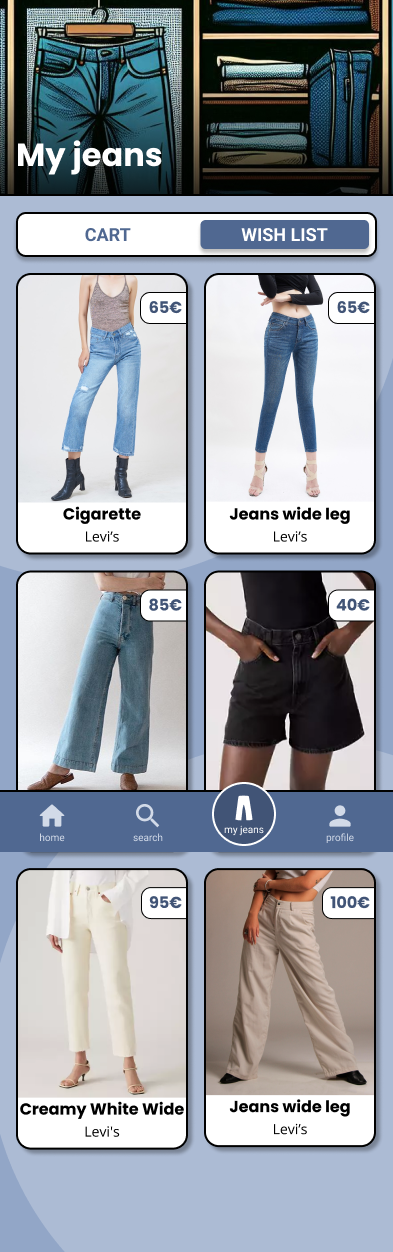 My jeans
CART
WISH LIST
65€
65€
Cigarette
Levi's
Jeans wide leg
Levi's
85€
40€
home
search
my jeans
profile
95€
100€
Creamy White Wide
Levi's
Jeans wide leg
Levi's